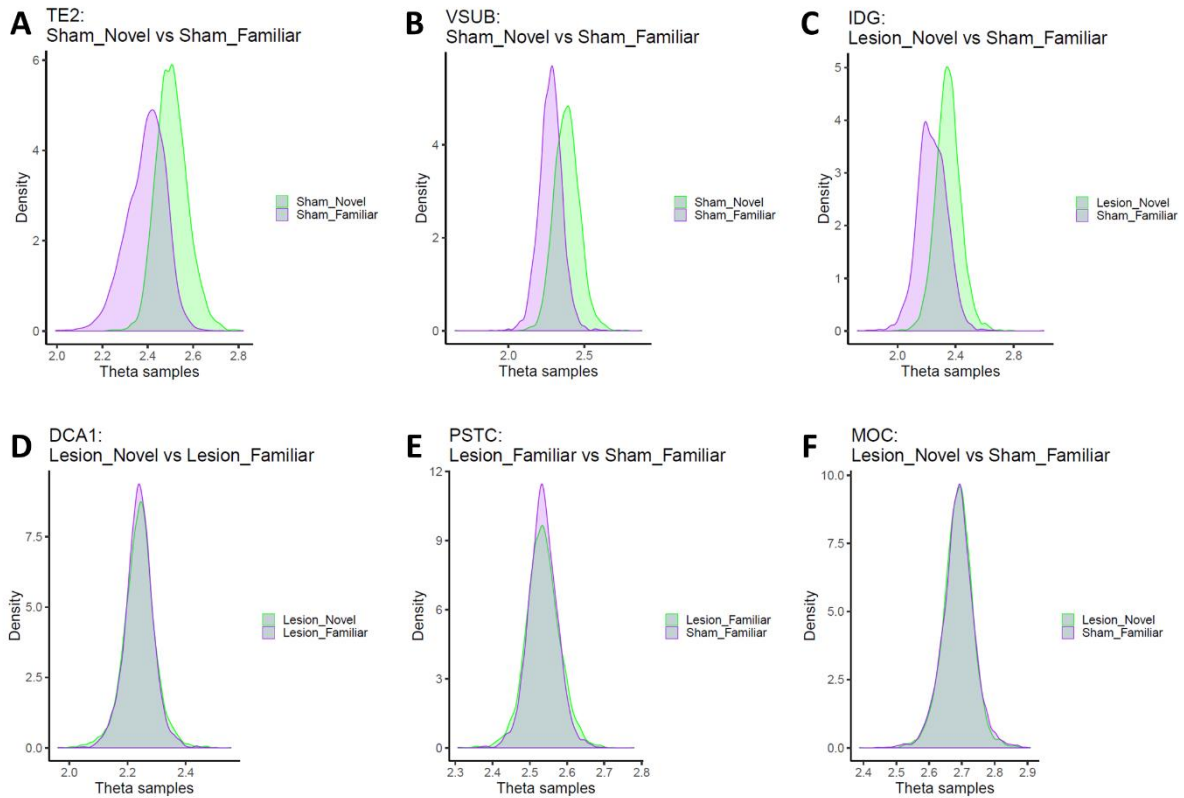 A
TE2:
Sham_Novel vs Sham_Familiar
6
4
2
0
Density
2.0 2.2 2.4 2.6 2.8
Theta samples
Sham_Novel
Sham_Familiar
B
VSUB:
Sham_Novel vs Sham_Familiar
4
2
0
Density
2.0 2.5
Theta samples
Sham_Novel
Sham_Familiar
C
IDG:
Lesion_Novel vs Sham_Familiar
5
4
3
2
1
0
Density
2.0 2.4 2.8
Theta samples
Lesion_Novel
Sham_Familiar
D
DCA1:
Lesion_Novel vs Lesion_Familiar
7.5
5.0
2.5
0.0
Density
2.0 2.2 2.4
Theta samples
Lesion_Novel
Lesion_Familiar
E
PSTC:
Lesion_Familiar vs Sham_Familiar
12
9
6
3
0
Density
2.3 2.4 2.5 2.6 2.7 2.8
Theta samples
Lesion_Familiar
Sham_Familiar
F
MOC:
Lesion_Novel vs Sham_Familiar
10.0
7.5
5.0
2.5
0.0
Density
2.4 2.5 2.6 2.7 2.8 2.9
Theta samples
Lesion_Novel
Sham_Familiar